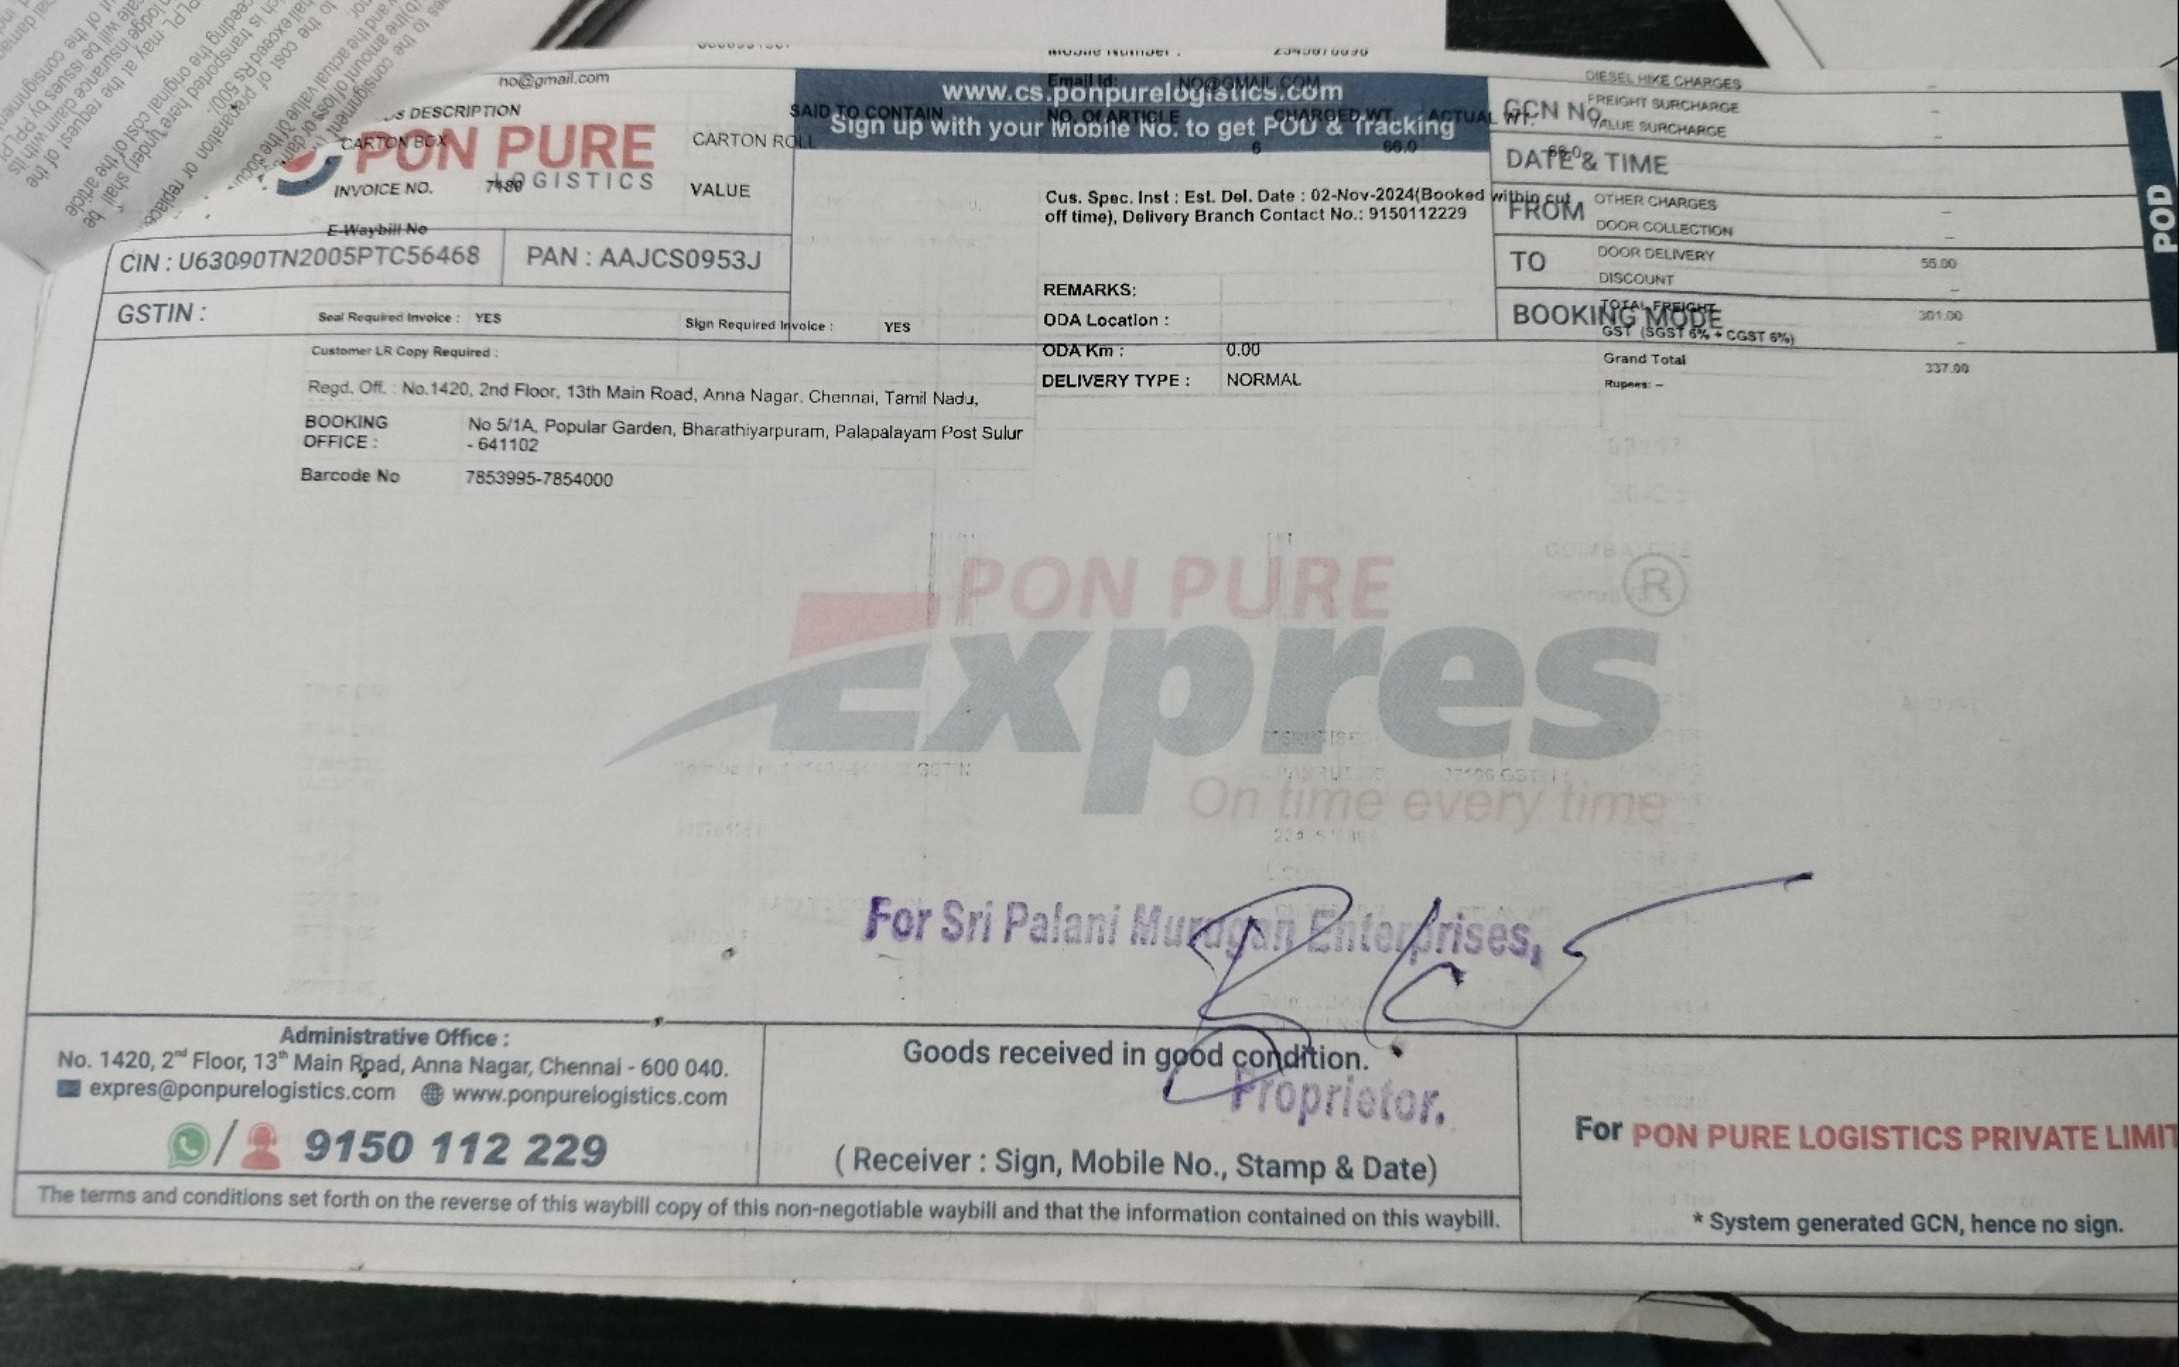 no@gmail.com
Email Id: NO@GMAIL.COM
www.cs.ponpurelogistics.com
Sign up with your Mobile No. to get POD & Tracking
DESCRIPTION
SAID TO CONTAIN
NO. OF ARTICLE
CHARGED WT.
ACTUAL WT.
CARTON BOX
CARTON ROLL
6
66.0
66.0
PON PURE
LOGISTICS
INVOICE NO. 7480
VALUE
E-Waybill No
CIN : U63090TN2005PTC56468
PAN : AAJCS0953J
GSTIN :
Seal Required Invoice : YES
Sign Required Invoice : YES
Customer LR Copy Required :
Cus. Spec. Inst : Est. Del. Date : 02-Nov-2024(Booked within cut
off time), Delivery Branch Contact No.: 9150112229
REMARKS:
ODA Location :
ODA Km : 0.00
DELIVERY TYPE : NORMAL
GCN No.
DATE & TIME
FROM
TO
BOOKING MODE
DIESEL HIKE CHARGES –
FREIGHT SURCHARGE –
VALUE SURCHARGE –
OTHER CHARGES –
DOOR COLLECTION –
DOOR DELIVERY 55.00
DISCOUNT –
TOTAL FREIGHT 301.00
GST (SGST 6% + CGST 6%) –
Grand Total 337.00
Rupees: –
POD
Regd. Off. : No.1420, 2nd Floor, 13th Main Road, Anna Nagar, Chennai, Tamil Nadu,
BOOKING OFFICE : No 5/1A, Popular Garden, Bharathiyarpuram, Palapalayam Post Sulur
- 641102
Barcode No 7853995-7854000
PON PURE
Expres ®
On time every time
For Sri Palani Murugan Enterprises,
Proprietor.
Administrative Office :
No. 1420, 2nd Floor, 13th Main Road, Anna Nagar, Chennai - 600 040.
expres@ponpurelogistics.com www.ponpurelogistics.com
9150 112 229
Goods received in good condition.
( Receiver : Sign, Mobile No., Stamp & Date)
For PON PURE LOGISTICS PRIVATE LIMIT
* System generated GCN, hence no sign.
The terms and conditions set forth on the reverse of this waybill copy of this non-negotiable waybill and that the information contained on this waybill.